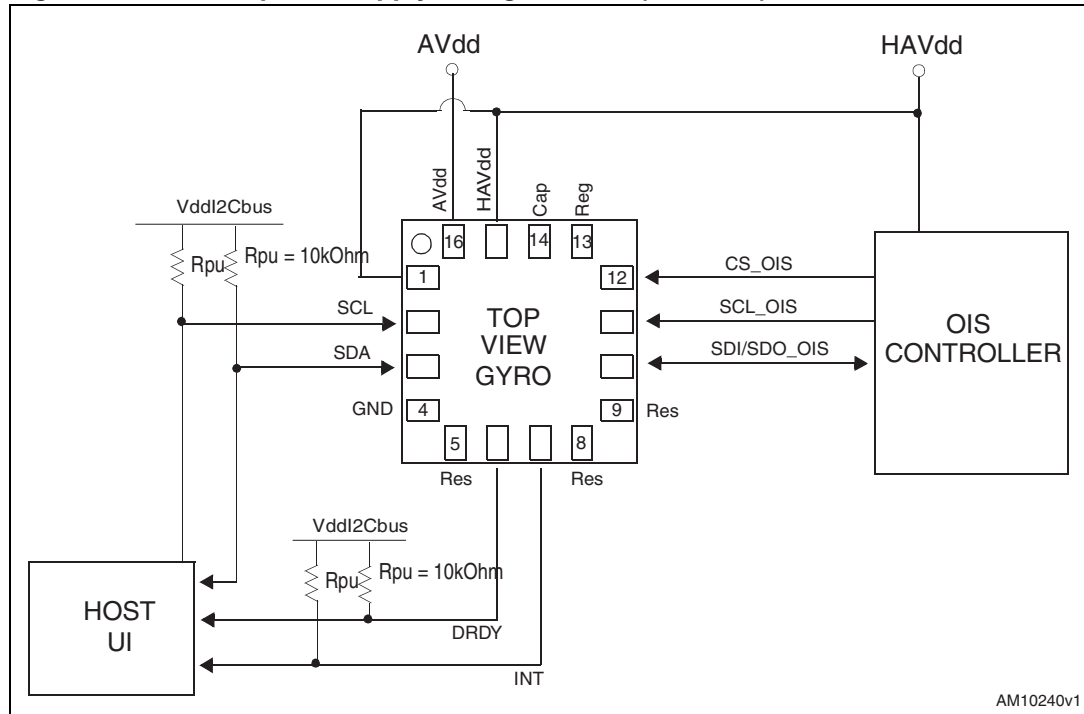 AVdd
HAVdd
AVdd
HAVdd
Cap
Reg
VddI2Cbus
Rpu
Rpu = 10kOhm
16
14
13
1
12
CS_OIS
SCL
SCL_OIS
TOP
VIEW
GYRO
OIS
CONTROLLER
SDA
SDI/SDO_OIS
GND
4
9
Res
5
8
Res
Res
VddI2Cbus
Rpu
Rpu = 10kOhm
HOST
UI
DRDY
INT
AM10240v1